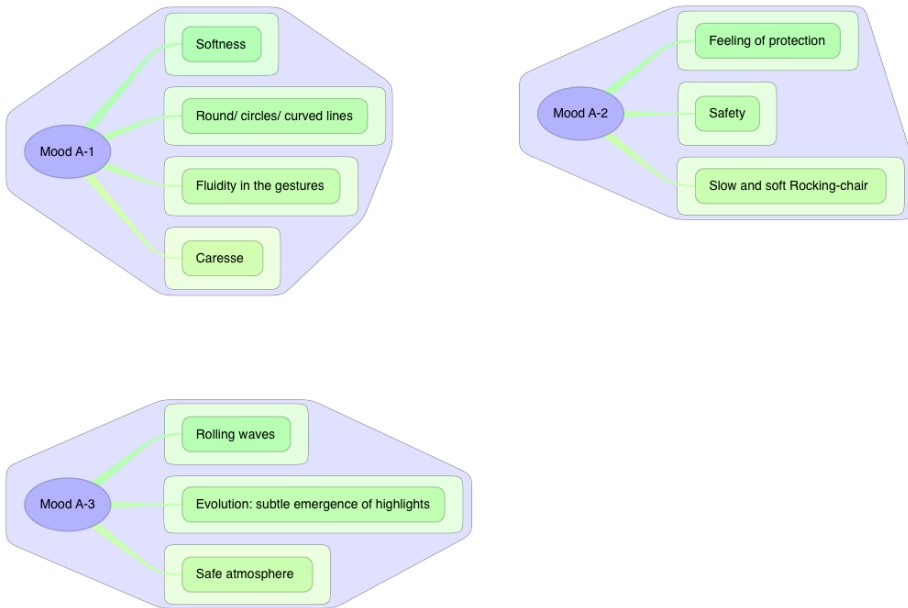 Mood A-1
Softness
Round/ circles/ curved lines
Fluidity in the gestures
Caresse
Mood A-2
Feeling of protection
Safety
Slow and soft Rocking-chair
Mood A-3
Rolling waves
Evolution: subtle emergence of highlights
Safe atmosphere